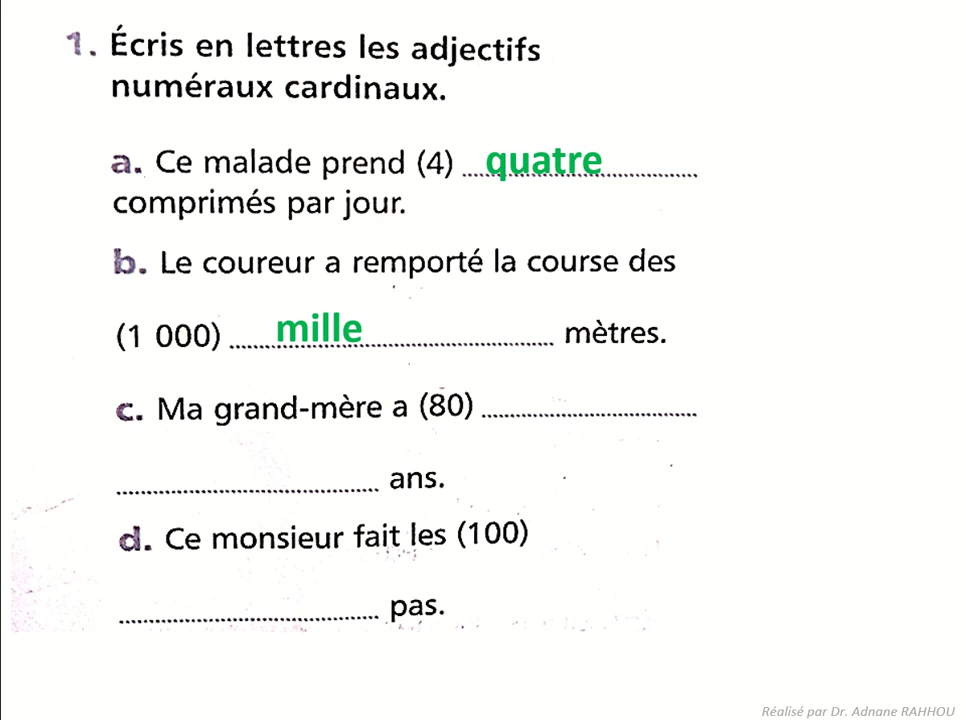 1. Écris en lettres les adjectifs
numéraux cardinaux.
a. Ce malade prend (4) ...quatre...............
comprimés par jour.
b. Le coureur a remporté la course des
(1 000) ......mille......................... mètres.
c. Ma grand-mère a (80) ....................................
............................................ ans.
d. Ce monsieur fait les (100)
............................................ pas.
Réalisé par Dr. Adnane RAHHOU